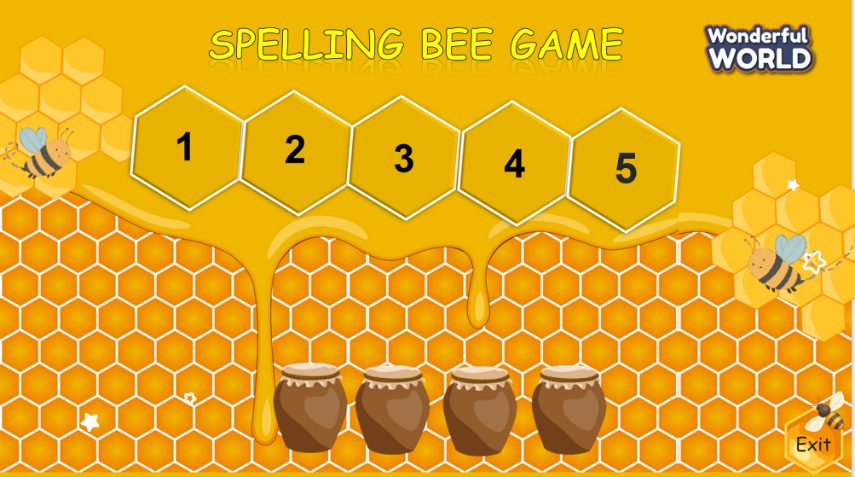 SPELLING BEE GAME
Wonderful
WORLD
1 2 3 4 5
Exit